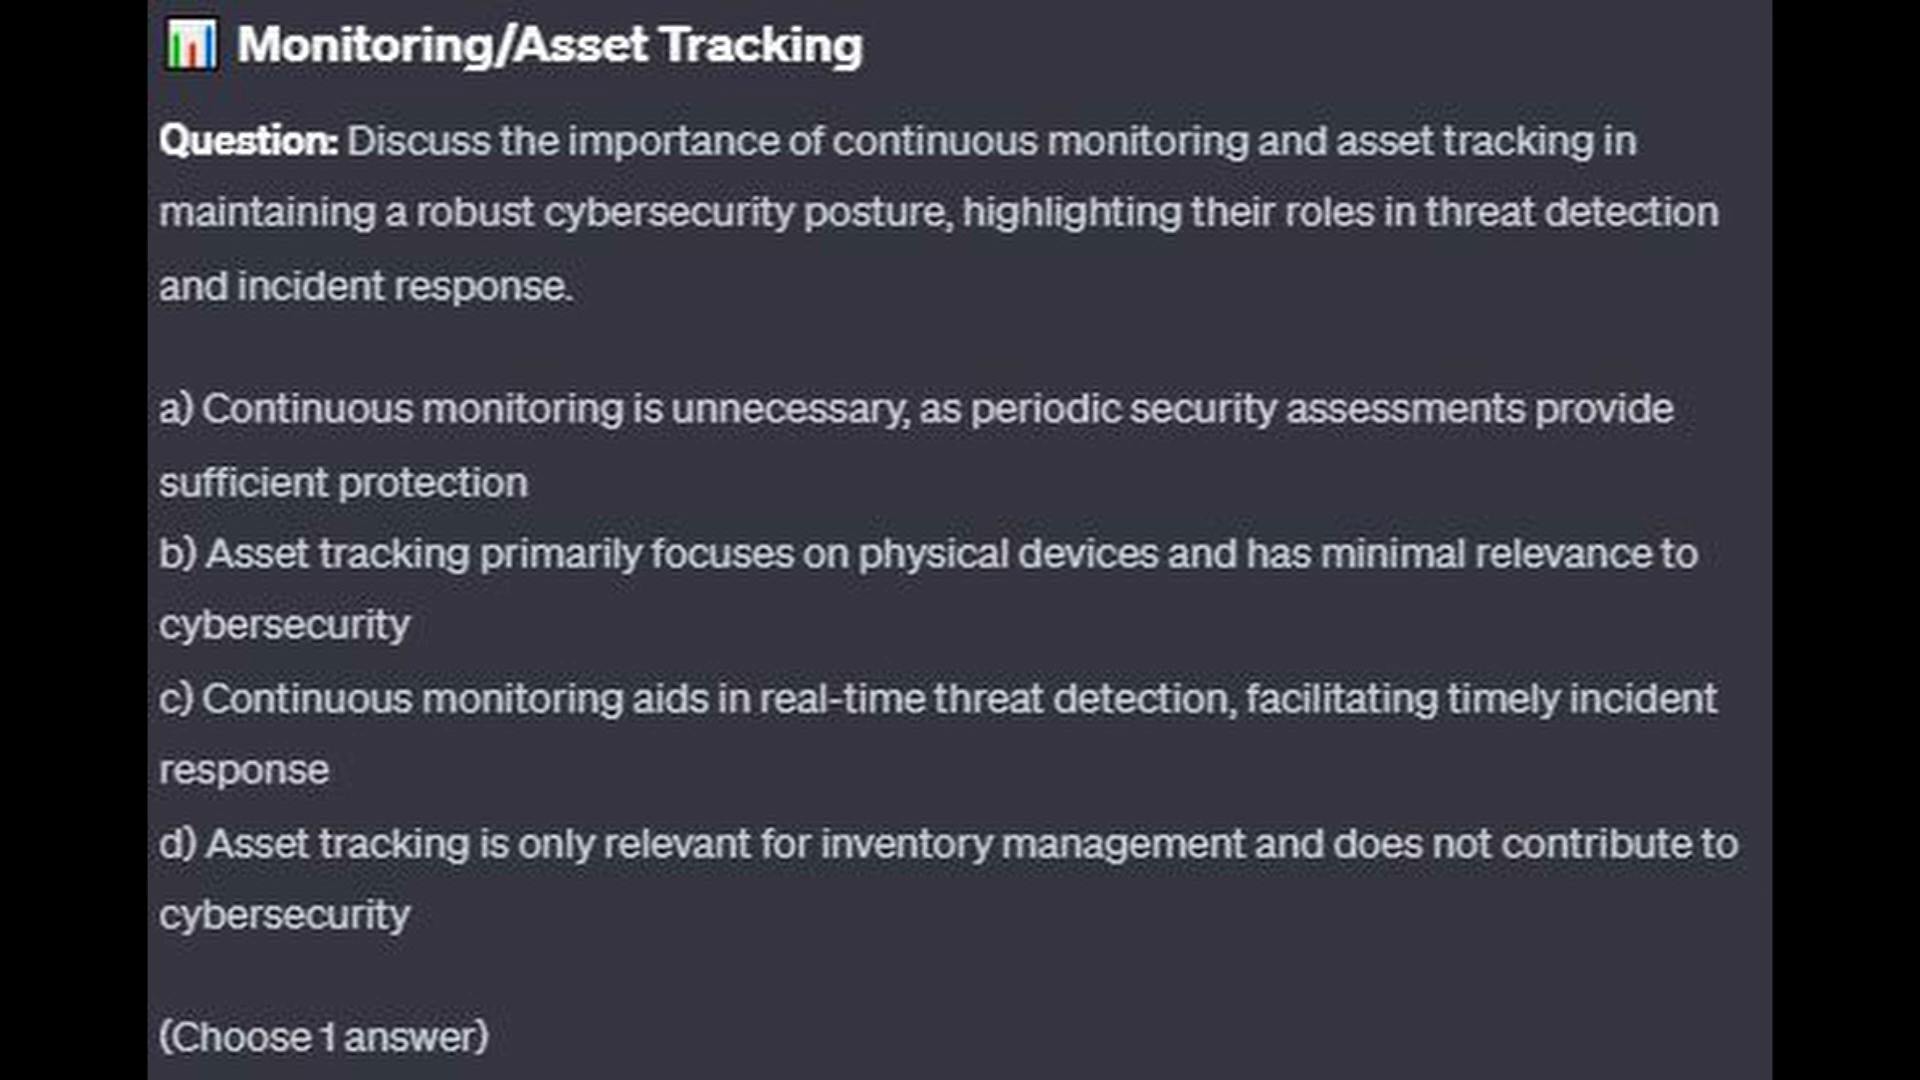 Monitoring/Asset Tracking
Question: Discuss the importance of continuous monitoring and asset tracking in
maintaining a robust cybersecurity posture, highlighting their roles in threat detection
and incident response.
a) Continuous monitoring is unnecessary, as periodic security assessments provide
sufficient protection
b) Asset tracking primarily focuses on physical devices and has minimal relevance to
cybersecurity
c) Continuous monitoring aids in real-time threat detection, facilitating timely incident
response
d) Asset tracking is only relevant for inventory management and does not contribute to
cybersecurity
(Choose 1 answer)